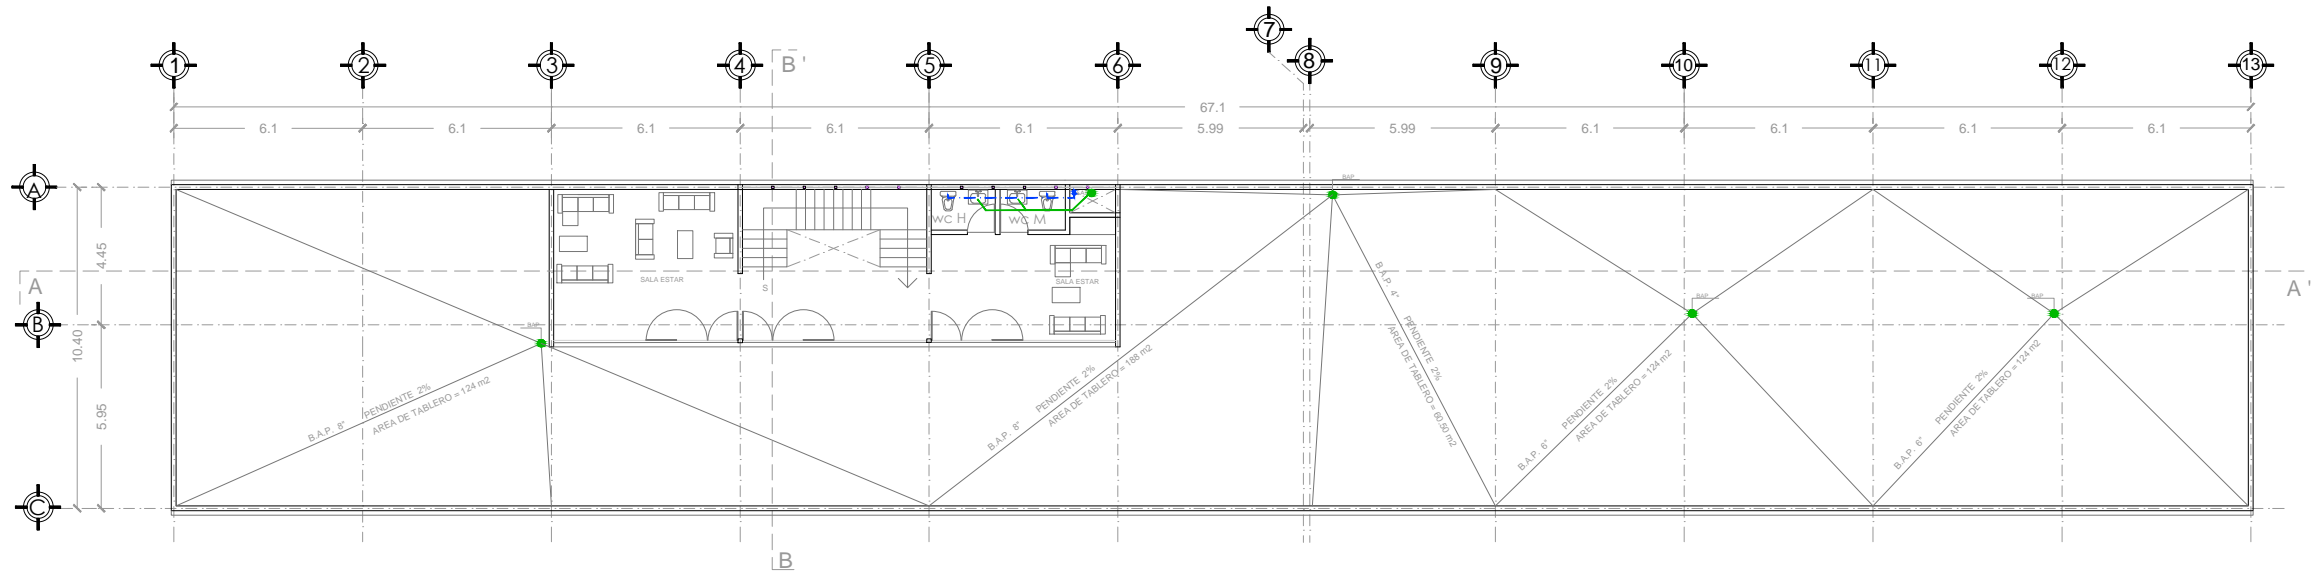 7
1
2
3
4
B '
5
6
8
9
10
11
12
13
67.1
6.1
6.1
6.1
6.1
6.1
5.99
5.99
6.1
6.1
6.1
6.1
A
BAP
wc H
wc M
4.45
SALA ESTAR
S
SALA ESTAR
A
A '
B
BAP
BAP
BAP
10.40
5.95
B.A.P. 8"
PENDIENTE 2%
AREA DE TABLERO = 124 m2
B.A.P. 8"
PENDIENTE 2%
AREA DE TABLERO = 188 m2
B.A.P. 4"
PENDIENTE 2%
AREA DE TABLERO = 60.50 m2
B.A.P. 6"
PENDIENTE 2%
AREA DE TABLERO = 124 m2
B.A.P. 6"
PENDIENTE 2%
AREA DE TABLERO = 124 m2
C
B